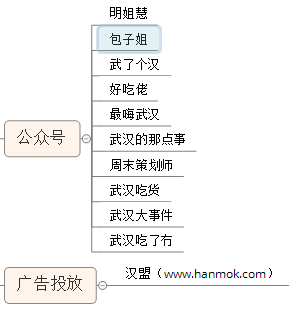 明姐慧
包子姐
武了个汉
好吃佬
最嗨武汉
公众号
武汉的那点事
周末策划师
武汉吃货
武汉大事件
武汉吃了冇
广告投放
汉盟（www.hanmok.com）